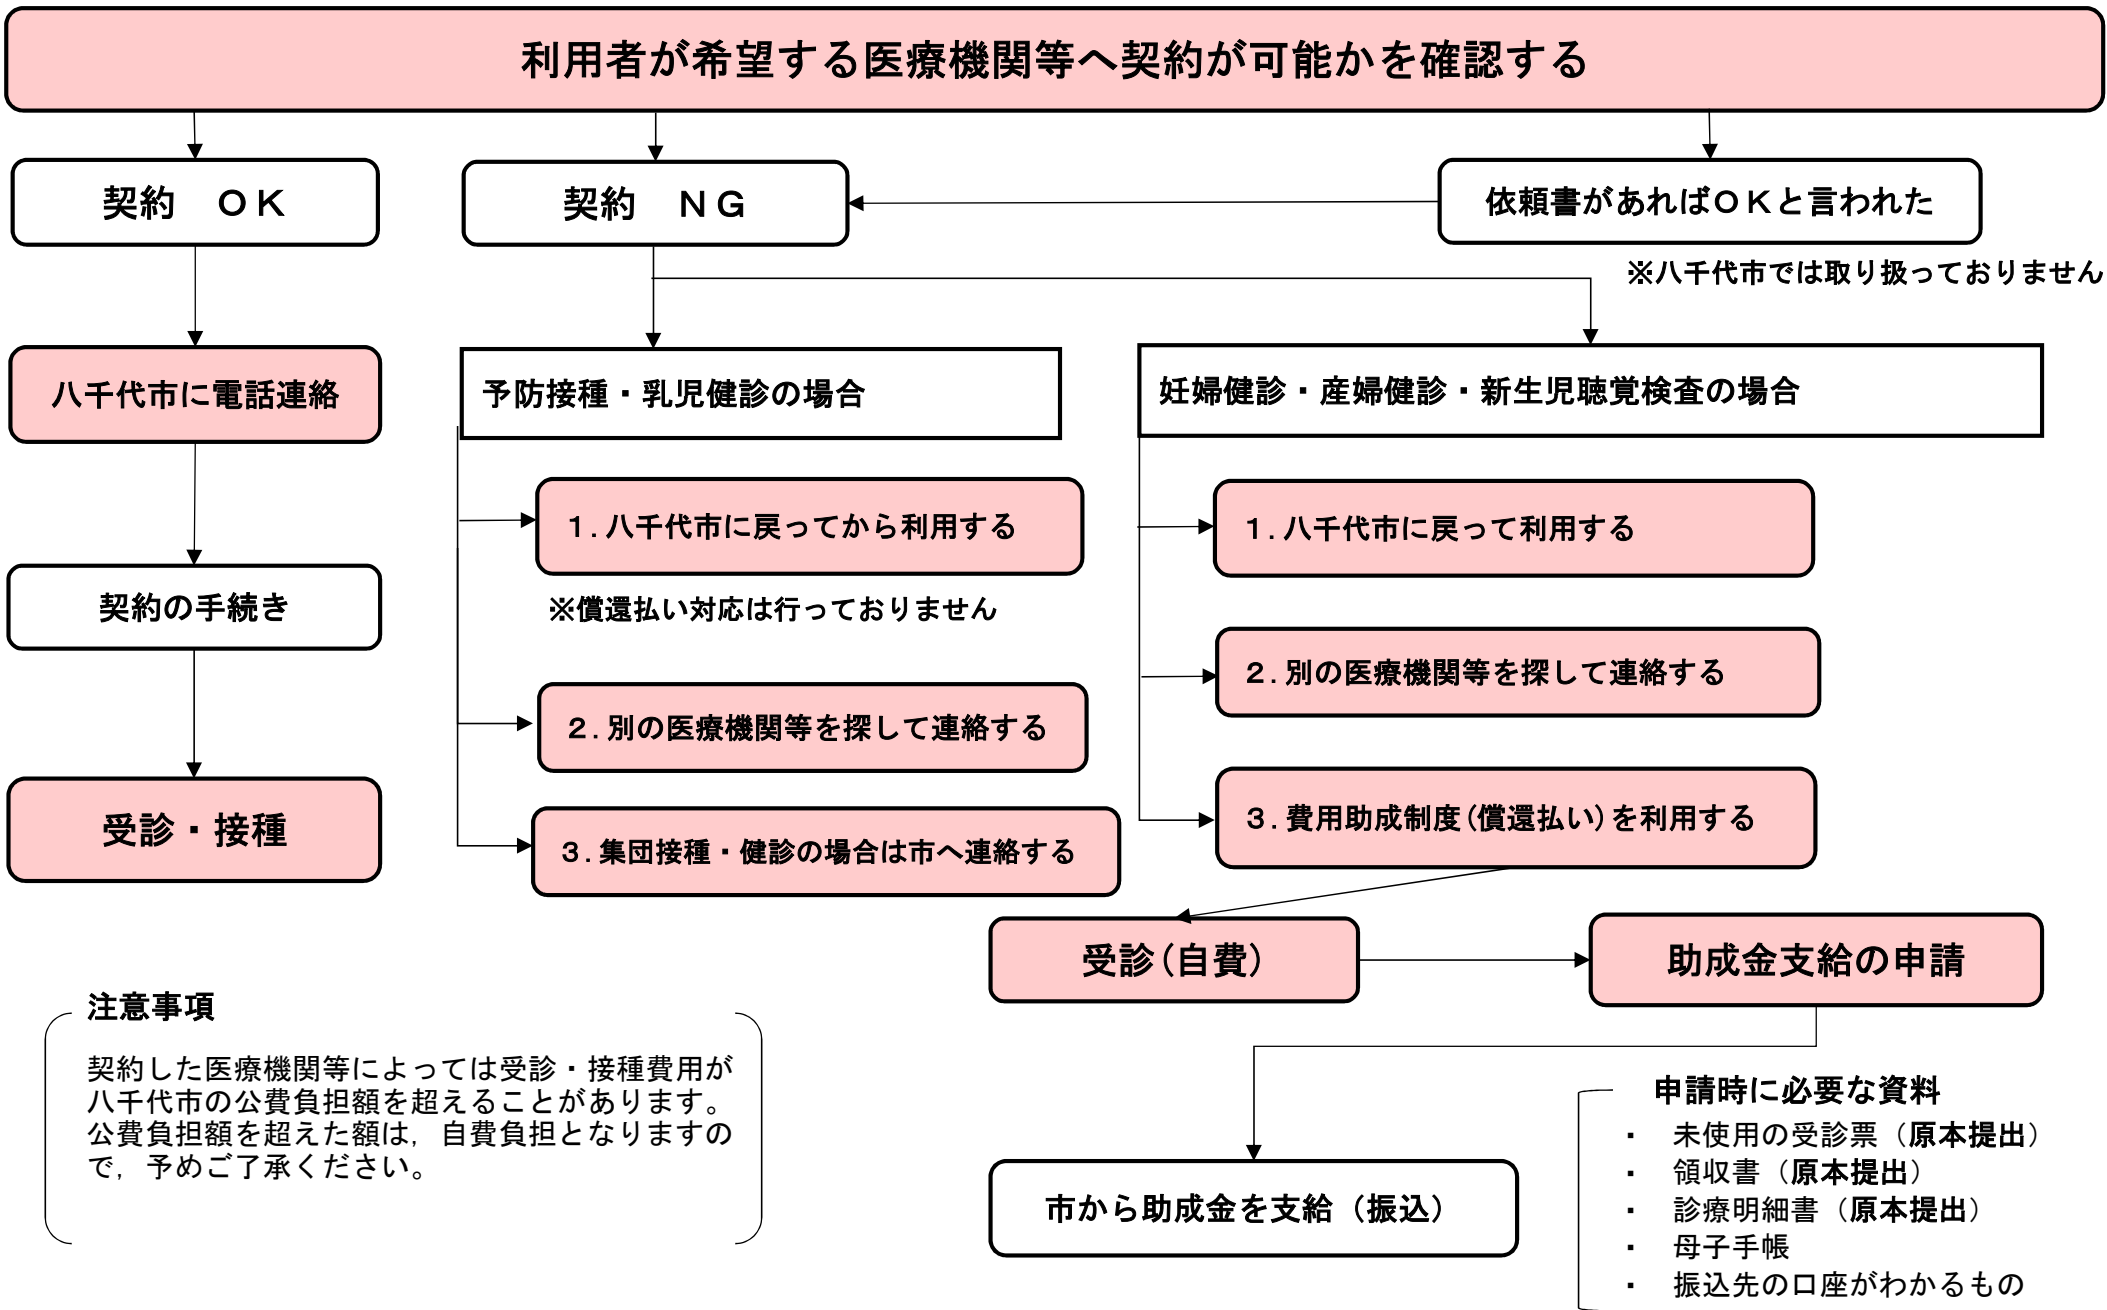 利用者が希望する医療機関等へ契約が可能かを確認する
契約　ＯＫ
契約　ＮＧ
依頼書があればＯＫと言われた
※八千代市では取り扱っておりません
八千代市に電話連絡
予防接種・乳児健診の場合
妊婦健診・産婦健診・新生児聴覚検査の場合
契約の手続き
受診・接種
１.八千代市に戻ってから利用する
※償還払い対応は行っておりません
２.別の医療機関等を探して連絡する
３.集団接種・健診の場合は市へ連絡する
１.八千代市に戻って利用する
２.別の医療機関等を探して連絡する
３.費用助成制度(償還払い)を利用する
受診(自費)
助成金支給の申請
市から助成金を支給（振込）
注意事項
契約した医療機関等によっては受診・接種費用が
八千代市の公費負担額を超えることがあります。
公費負担額を超えた額は，自費負担となりますの
で，予めご了承ください。
申請時に必要な資料
・　未使用の受診票（原本提出）
・　領収書（原本提出）
・　診療明細書（原本提出）
・　母子手帳
・　振込先の口座がわかるもの